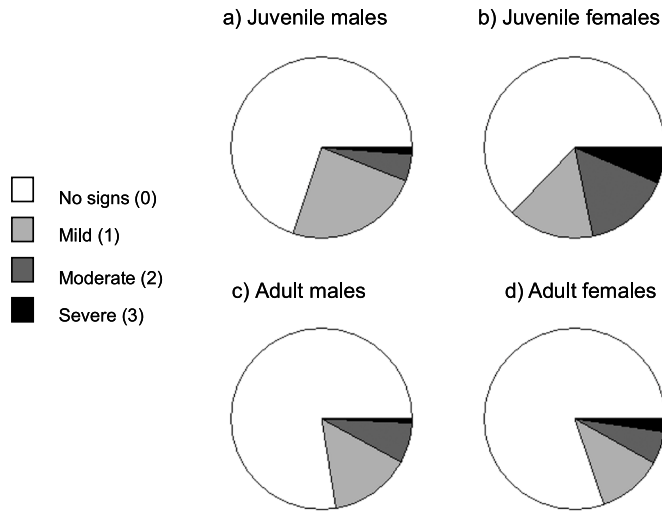 a) Juvenile males
b) Juvenile females
No signs (0)
Mild (1)
Moderate (2)
Severe (3)
c) Adult males
d) Adult females